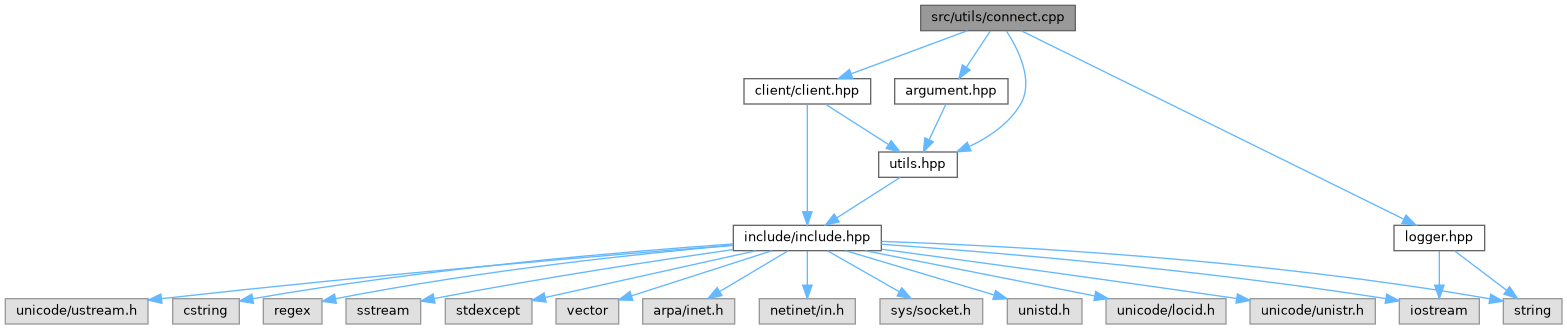 src/utils/connect.cpp
client/client.hpp
argument.hpp
utils.hpp
include/include.hpp
logger.hpp
unicode/ustream.h
cstring
regex
sstream
stdexcept
vector
arpa/inet.h
netinet/in.h
sys/socket.h
unistd.h
unicode/locid.h
unicode/unistr.h
iostream
string